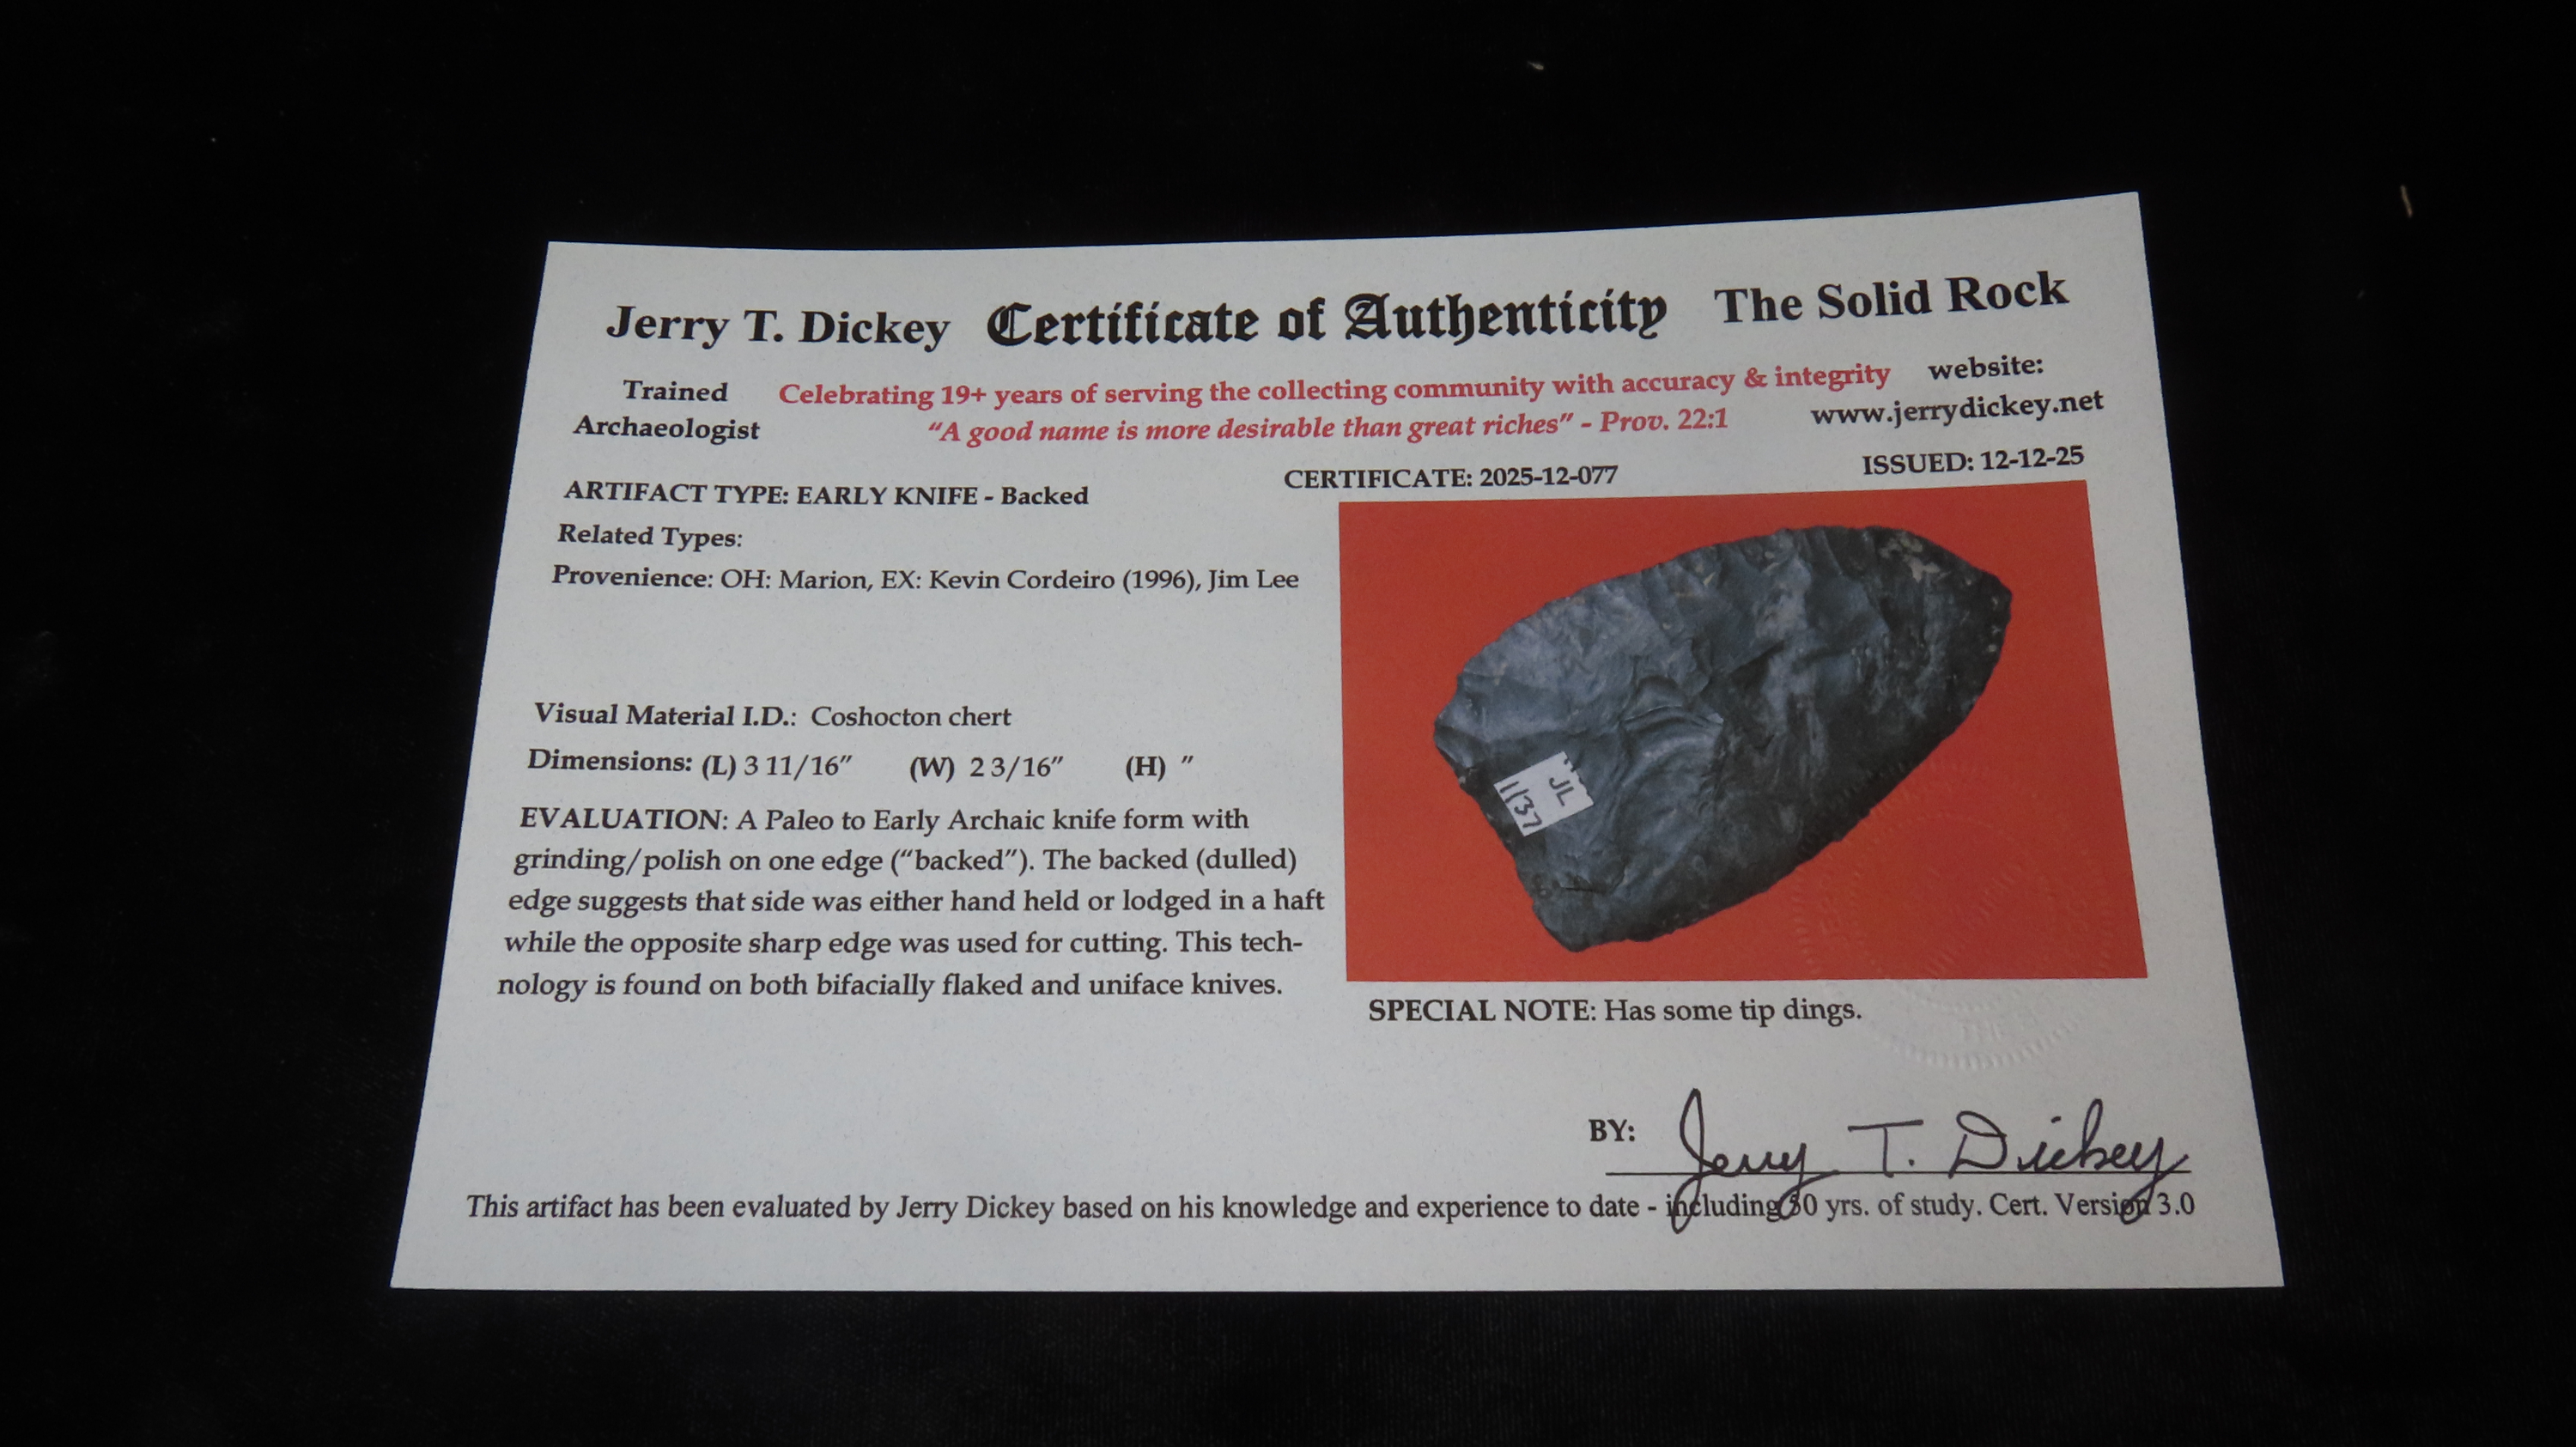 Jerry T. Dickey Certificate of Authenticity The Solid Rock
Trained
Archaeologist
Celebrating 19+ years of serving the collecting community with accuracy & integrity
“A good name is more desirable than great riches” - Prov. 22:1
website:
www.jerrydickey.net
CERTIFICATE: 2025-12-077
ISSUED: 12-12-25
ARTIFACT TYPE: EARLY KNIFE - Backed
Related Types:
Provenience: OH: Marion, EX: Kevin Cordeiro (1996), Jim Lee
Visual Material I.D.: Coshocton chert
Dimensions: (L) 3 11/16” (W) 2 3/16” (H) ”
EVALUATION: A Paleo to Early Archaic knife form with
grinding/polish on one edge (“backed”). The backed (dulled)
edge suggests that side was either hand held or lodged in a haft
while the opposite sharp edge was used for cutting. This tech-
nology is found on both bifacially flaked and uniface knives.
JL
1137
SPECIAL NOTE: Has some tip dings.
BY: Jerry T. Dickey
This artifact has been evaluated by Jerry Dickey based on his knowledge and experience to date - including 30 yrs. of study. Cert. Version 3.0